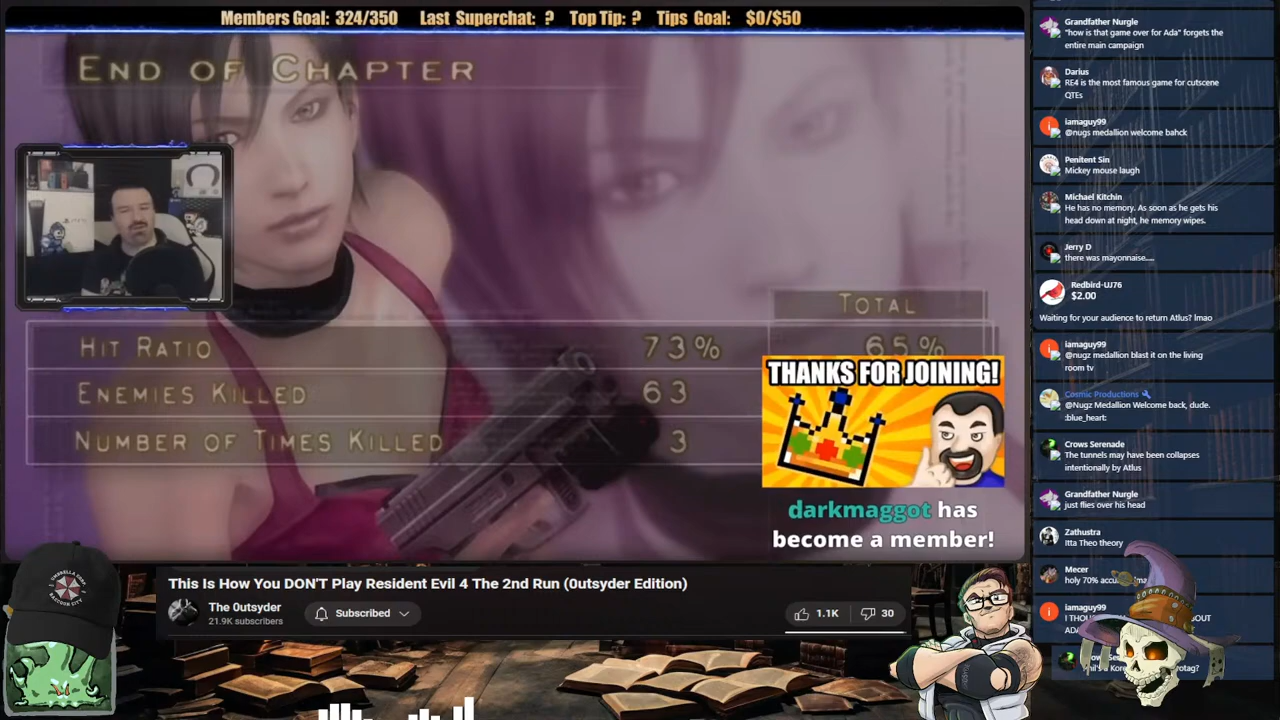 Members Goal: 324/350 Last Superchat: ? Top Tip: ? Tips Goal: $0/$50
END OF CHAPTER
TOTAL
HIT RATIO 73% 65%
ENEMIES KILLED 63
NUMBER OF TIMES KILLED 3
THANKS FOR JOINING!
darkmaggot has
become a member!
This Is How You DON'T Play Resident Evil 4 The 2nd Run (0utsyder Edition)
The 0utsyder
21.9K subscribers
Subscribed
1.1K
30
Grandfather Nurgle
"how is that game over for Ada" forgets the
entire main campaign
Darius
RE4 is the most famous game for cutscene
QTEs
iamaguy99
@nugs medallion welcome bahck
Penitent Sin
Mickey mouse laugh
Michael Kitchin
He has no memory. As soon as he gets his
head down at night, he memory wipes.
Jerry D
there was mayonnaise.....
Redbird-UJ76
$2.00
Waiting for your audience to return Atlus? lmao
iamaguy99
@nugz medallion blast it on the living
room tv
Cosmic Productions
@Nugz Medallion Welcome back, dude.
:blue_heart:
Crows Serenade
The tunnels may have been collapses
intentionally by Atlus
Grandfather Nurgle
just flies over his head
Zathustra
Itta Theo theory
Mecer
holy 70%
iamaguy99